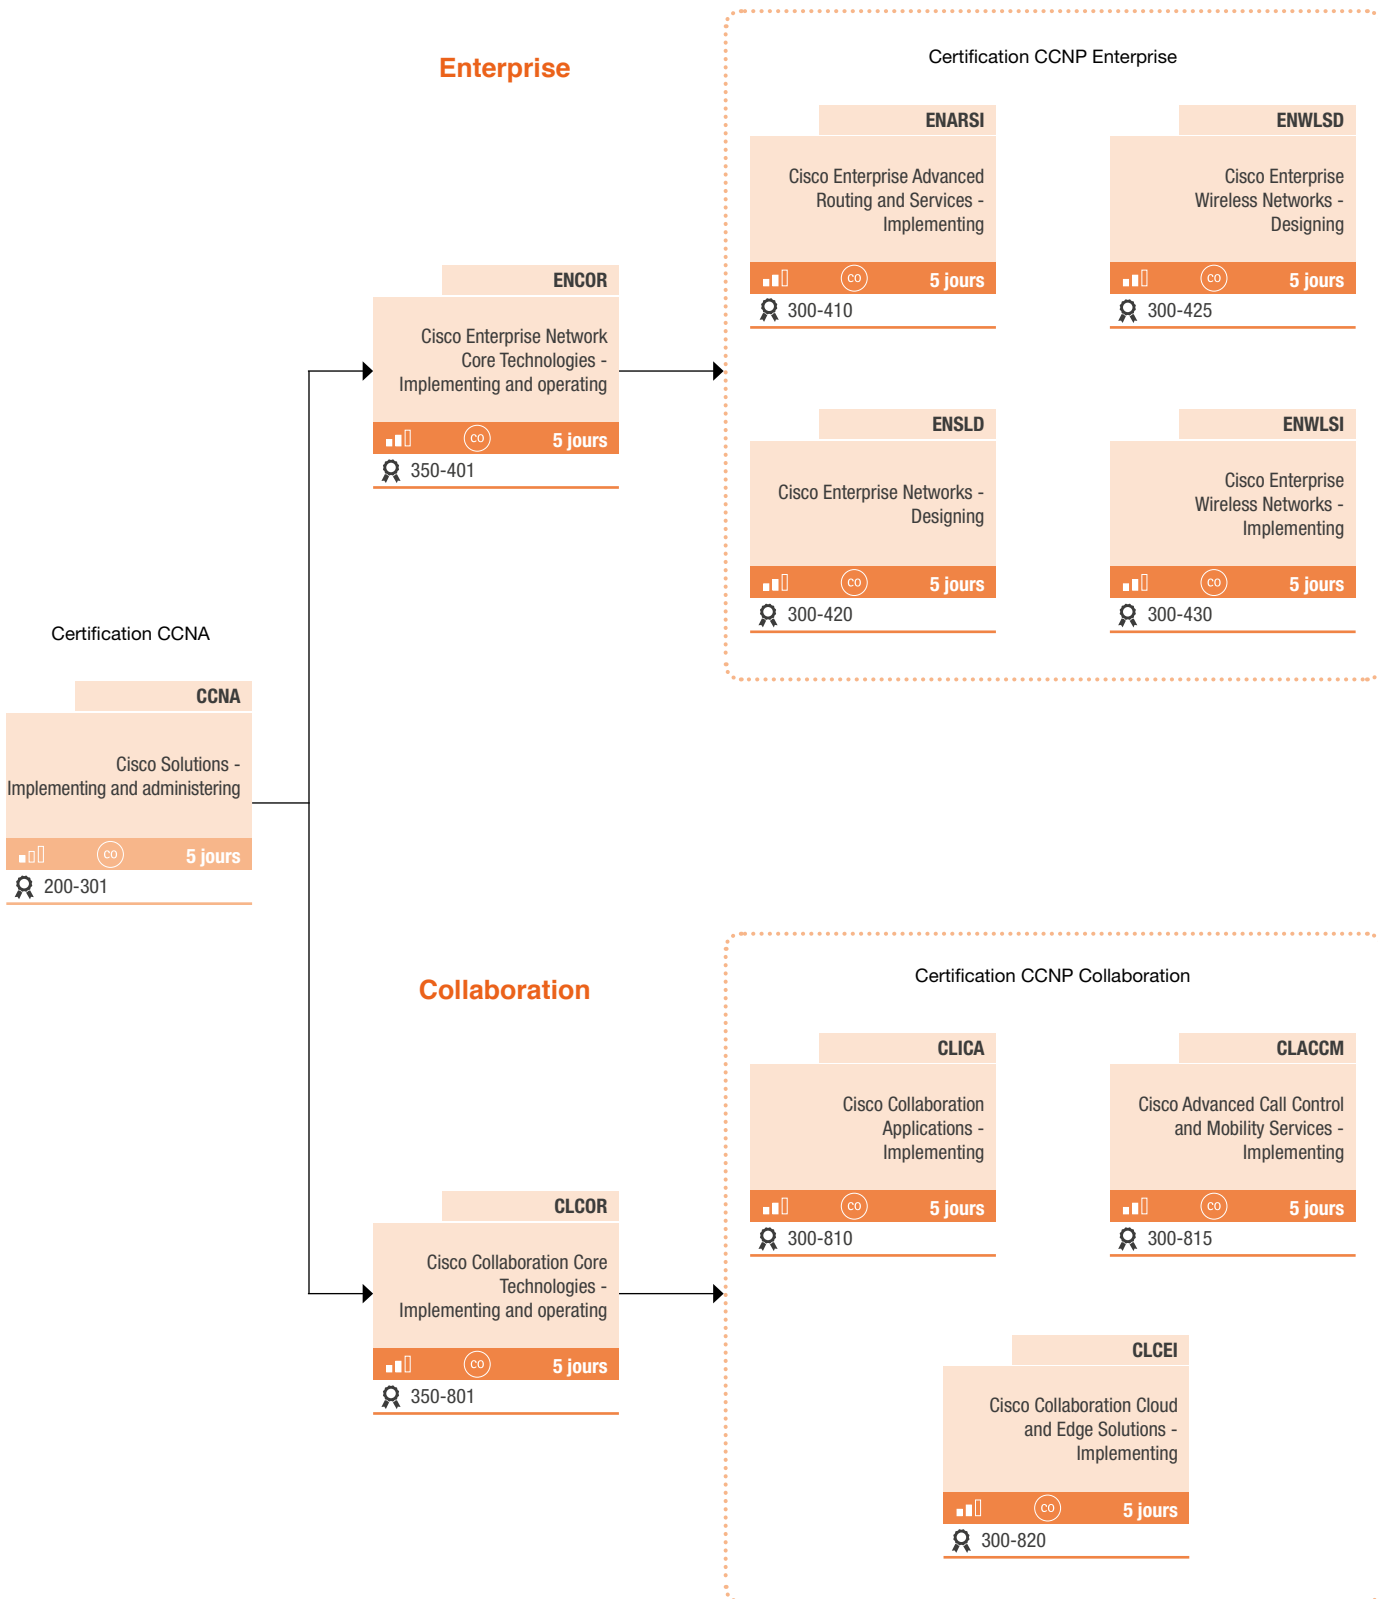 Enterprise
Certification CCNP Enterprise
ENARSI
Cisco Enterprise Advanced
Routing and Services -
Implementing
co
5 jours
300-410
ENWLSD
Cisco Enterprise
Wireless Networks -
Designing
co
5 jours
300-425
ENCOR
Cisco Enterprise Network
Core Technologies -
Implementing and operating
co
5 jours
350-401
ENSLD
Cisco Enterprise Networks -
Designing
co
5 jours
300-420
ENWLSI
Cisco Enterprise
Wireless Networks -
Implementing
co
5 jours
300-430
Certification CCNA
CCNA
Cisco Solutions -
Implementing and administering
co
5 jours
200-301
Collaboration
Certification CCNP Collaboration
CLICA
Cisco Collaboration
Applications -
Implementing
co
5 jours
300-810
CLACCM
Cisco Advanced Call Control
and Mobility Services -
Implementing
co
5 jours
300-815
CLCOR
Cisco Collaboration Core
Technologies -
Implementing and operating
co
5 jours
350-801
CLCEI
Cisco Collaboration Cloud
and Edge Solutions -
Implementing
co
5 jours
300-820